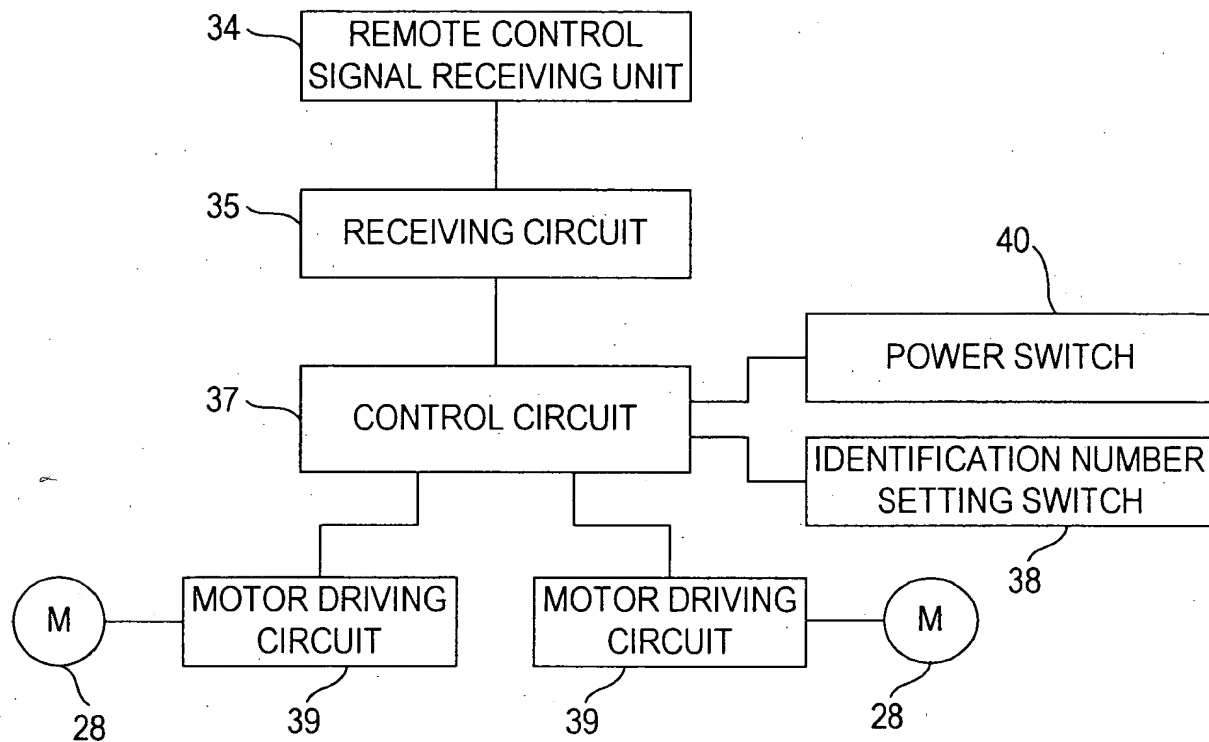 34
REMOTE CONTROL
SIGNAL RECEIVING UNIT
35
RECEIVING CIRCUIT
40
POWER SWITCH
37
CONTROL CIRCUIT
IDENTIFICATION NUMBER
SETTING SWITCH
38
M
MOTOR DRIVING
CIRCUIT
MOTOR DRIVING
CIRCUIT
M
28
39
39
28